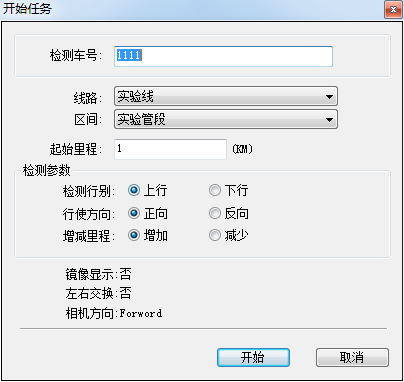 开始任务
检测车号: 1111
线路: 实验线
区间: 实验管段
起始里程: 1 (KM)
检测参数
检测行别: 上行 下行
行使方向: 正向 反向
增减里程: 增加 减少
镜像显示:否
左右交换:否
相机方向:Forword
开始 取消